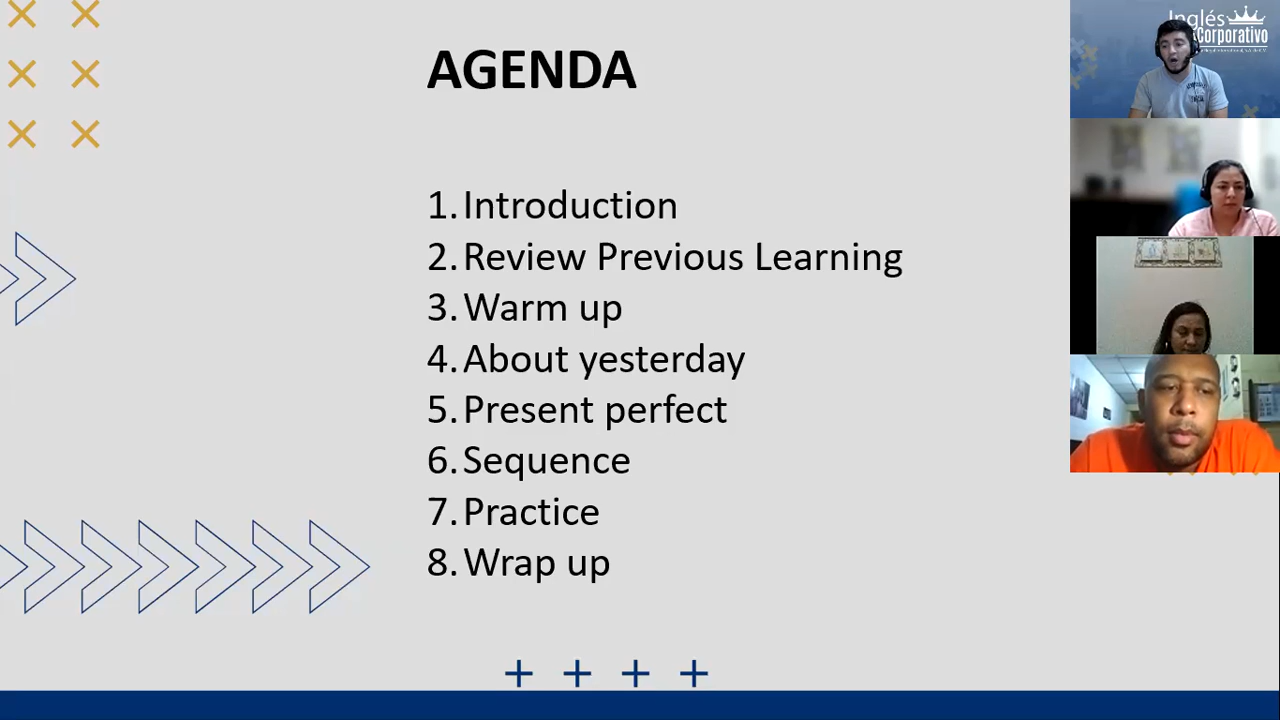 AGENDA
1. Introduction
2. Review Previous Learning
3. Warm up
4. About yesterday
5. Present perfect
6. Sequence
7. Practice
8. Wrap up
Inglés
Corporativo